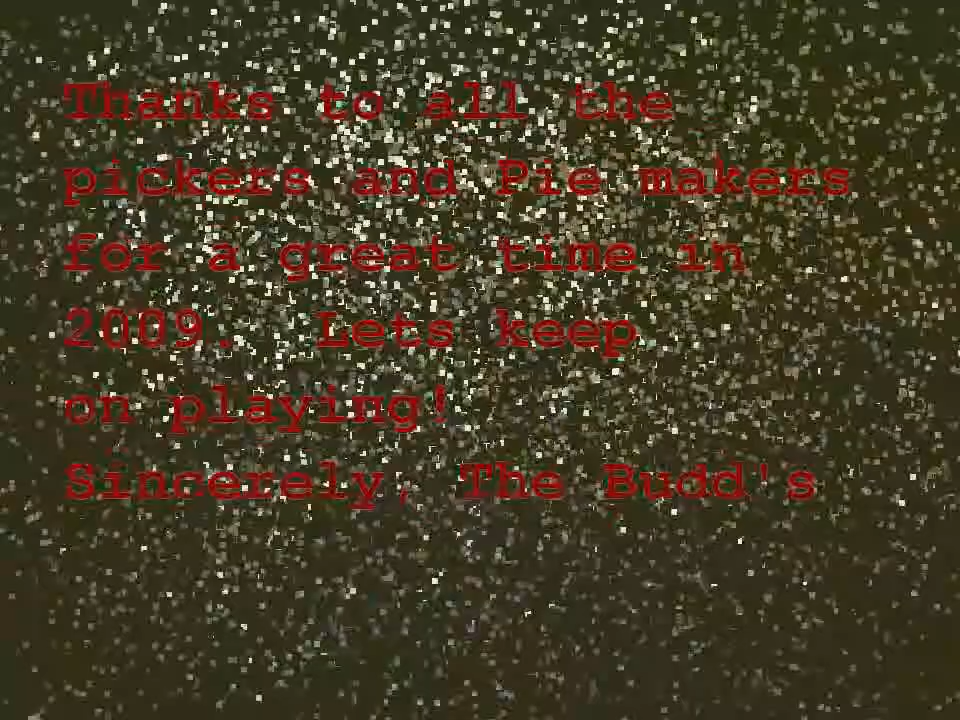 Thanks to all the
pickers and Pie makers
for a great time in
2009.  Lets keep
on playing!
Sincerely, The Budd's